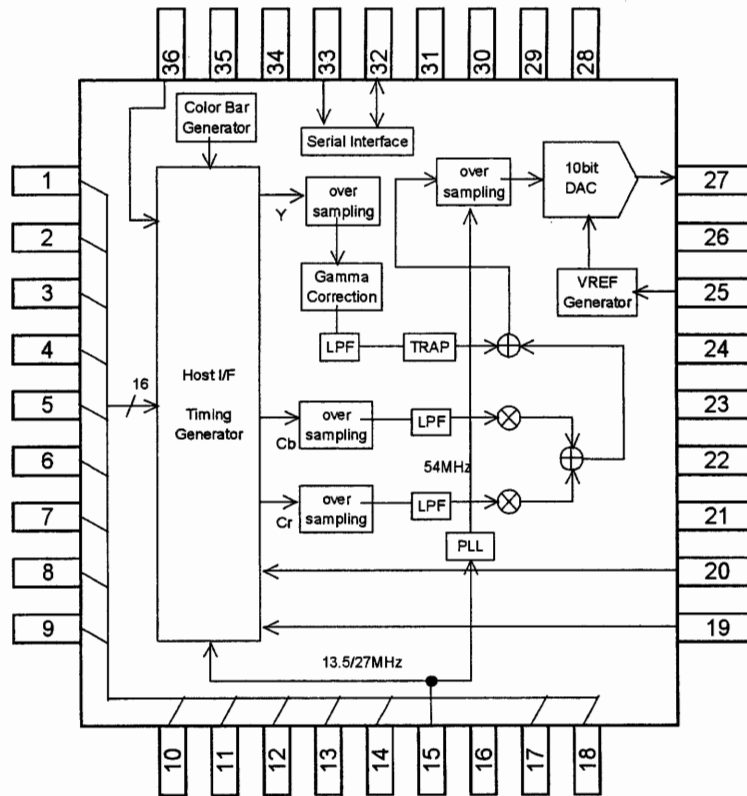 36 35 34 33 32 31 30 29 28
Color Bar
Generator
Serial Interface
over
sampling
10bit
DAC
over
sampling
Y
Gamma
Correction
VREF
Generator
LPF
TRAP
Host I/F
Timing
Generator
16
over
sampling
LPF
Cb
54MHz
over
sampling
LPF
Cr
PLL
13.5/27MHz
1
2
3
4
5
6
7
8
9
27
26
25
24
23
22
21
20
19
10 11 12 13 14 15 16 17 18